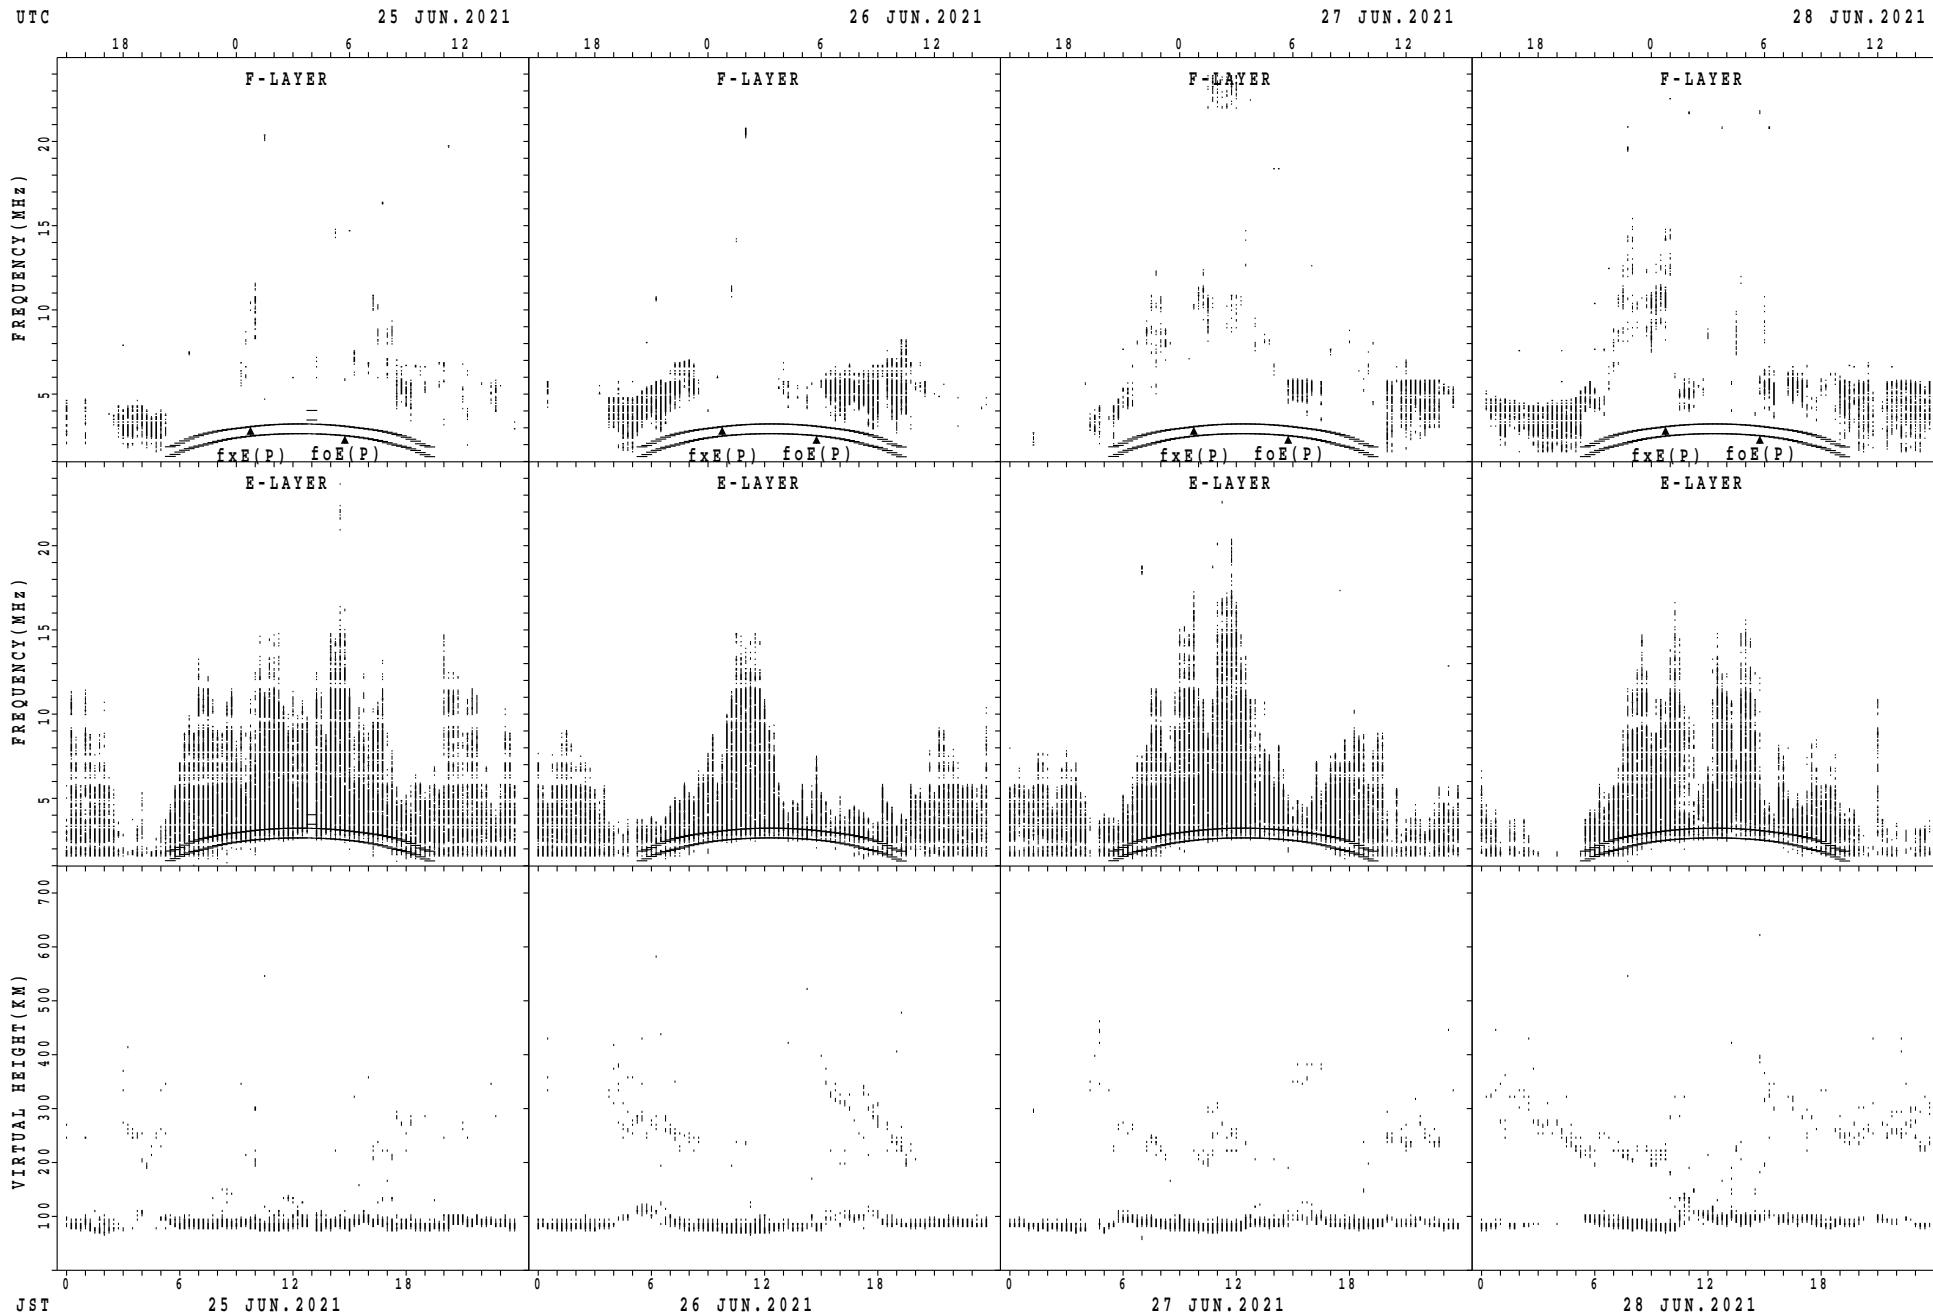 UTC 25 JUN.2021 26 JUN.2021 27 JUN.2021 28 JUN.2021
18 0 6 12 18 0 6 12 18 0 6 12 18 0 6 12
F-LAYER F-LAYER F-LAYER F-LAYER
FREQUENCY(MHz)
20
15
10
5
fxE(P) foE(P) fxE(P) foE(P) fxE(P) foE(P) fxE(P) foE(P)
E-LAYER E-LAYER E-LAYER E-LAYER
FREQUENCY(MHz)
20
15
10
5
VIRTUAL HEIGHT(KM)
700
600
500
400
300
200
100
0 6 12 18 0 6 12 18 0 6 12 18 0 6 12 18
JST 25 JUN.2021 26 JUN.2021 27 JUN.2021 28 JUN.2021